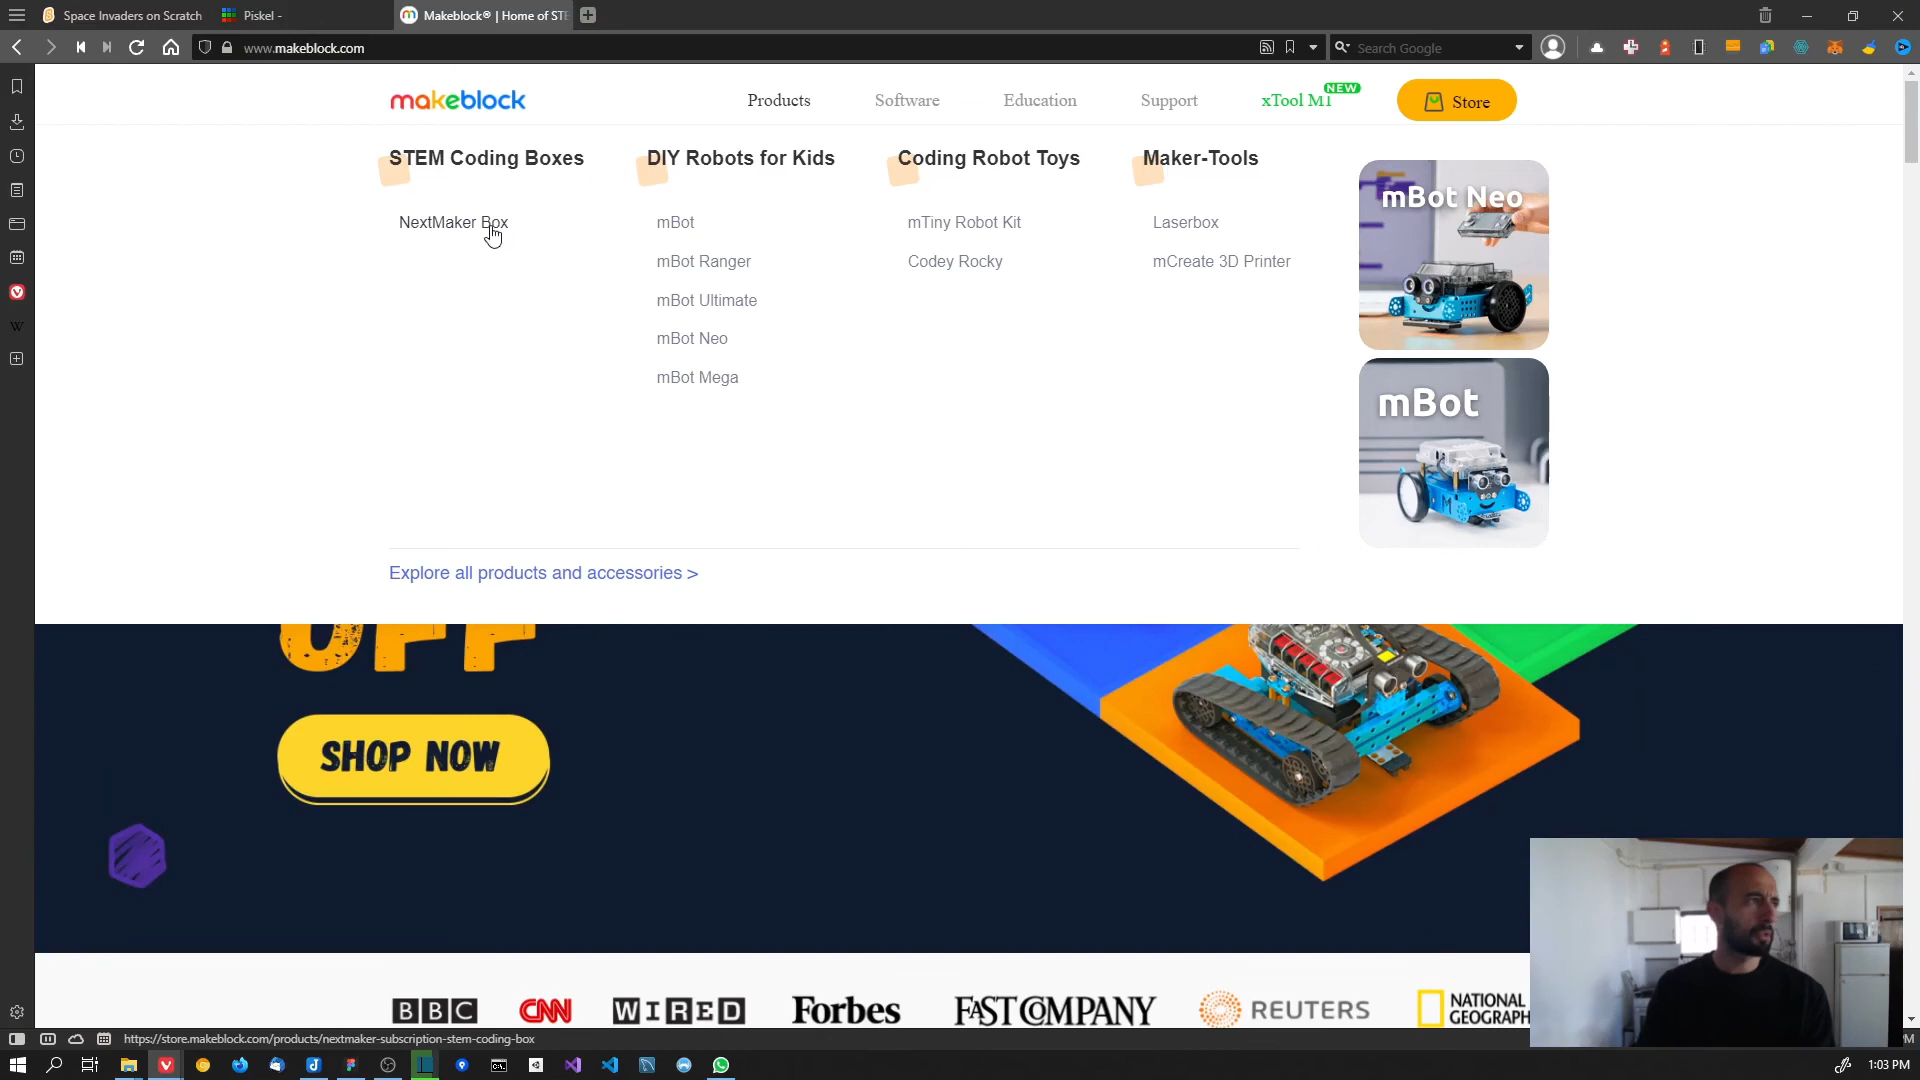 Space Invaders on Scratch
Piskel -
Makeblock® | Home of STE
www.makeblock.com
Search Google
makeblock
Products
Software
Education
Support
xTool M1
NEW
Store
STEM Coding Boxes
DIY Robots for Kids
Coding Robot Toys
Maker-Tools
NextMaker Box
mBot
mTiny Robot Kit
Laserbox
mBot Ranger
Codey Rocky
mCreate 3D Printer
mBot Ultimate
mBot Neo
mBot Mega
mBot Neo
mBot
Explore all products and accessories >
OFF
SHOP NOW
BBC
CNN
WIRED
Forbes
FAST COMPANY
REUTERS
NATIONAL
GEOGRAPH
https://store.makeblock.com/products/nextmaker-subscription-stem-coding-box
1:03 PM